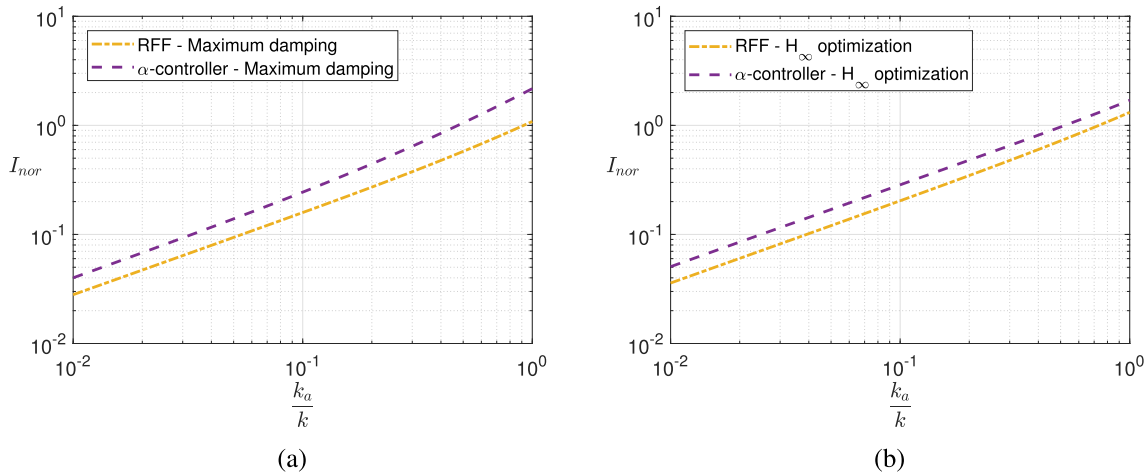 10^1
10^0
10^-1
10^-2
I_nor
RFF - Maximum damping
α-controller - Maximum damping
10^-2
10^-1
10^0
k_a
k
(a)
10^1
10^0
10^-1
10^-2
I_nor
RFF - H_∞ optimization
α-controller - H_∞ optimization
10^-2
10^-1
10^0
k_a
k
(b)